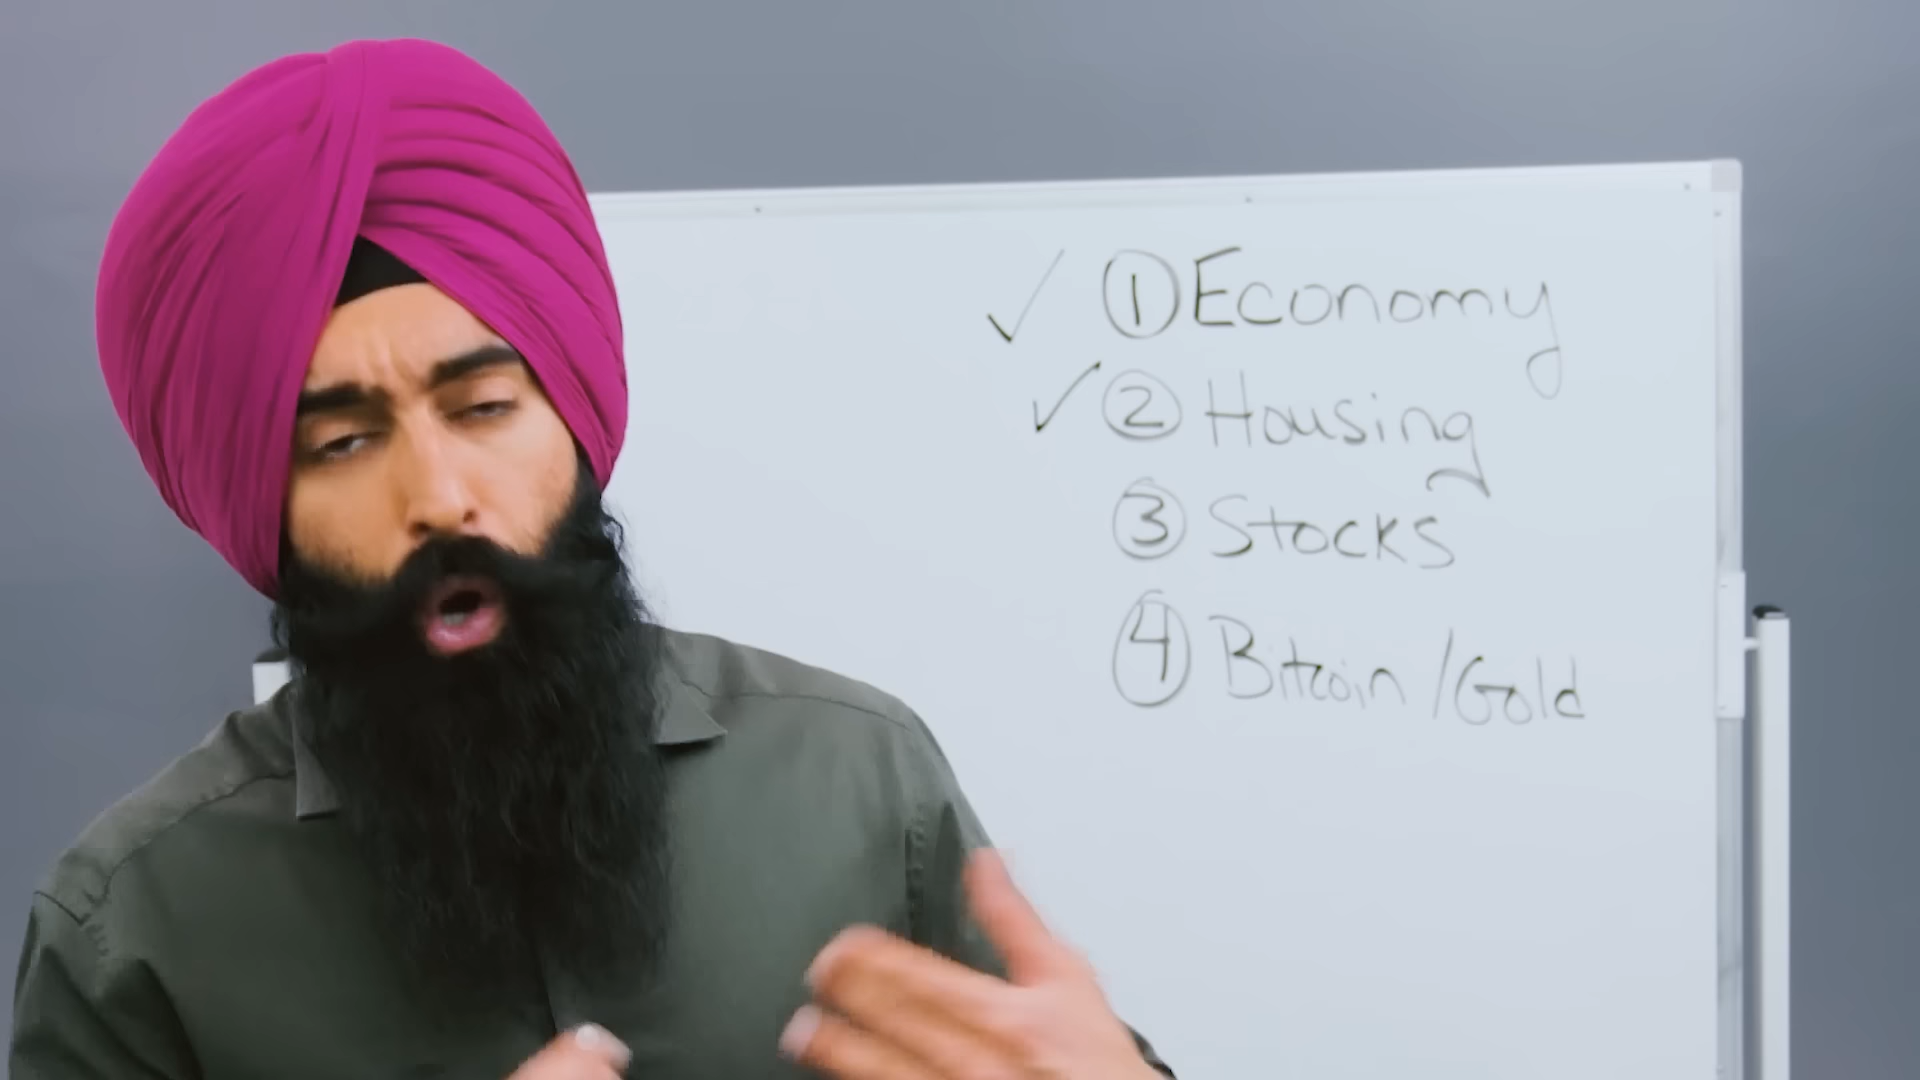 ✓ ① Economy
✓ ② Housing
③ Stocks
④ Bitcoin/Gold